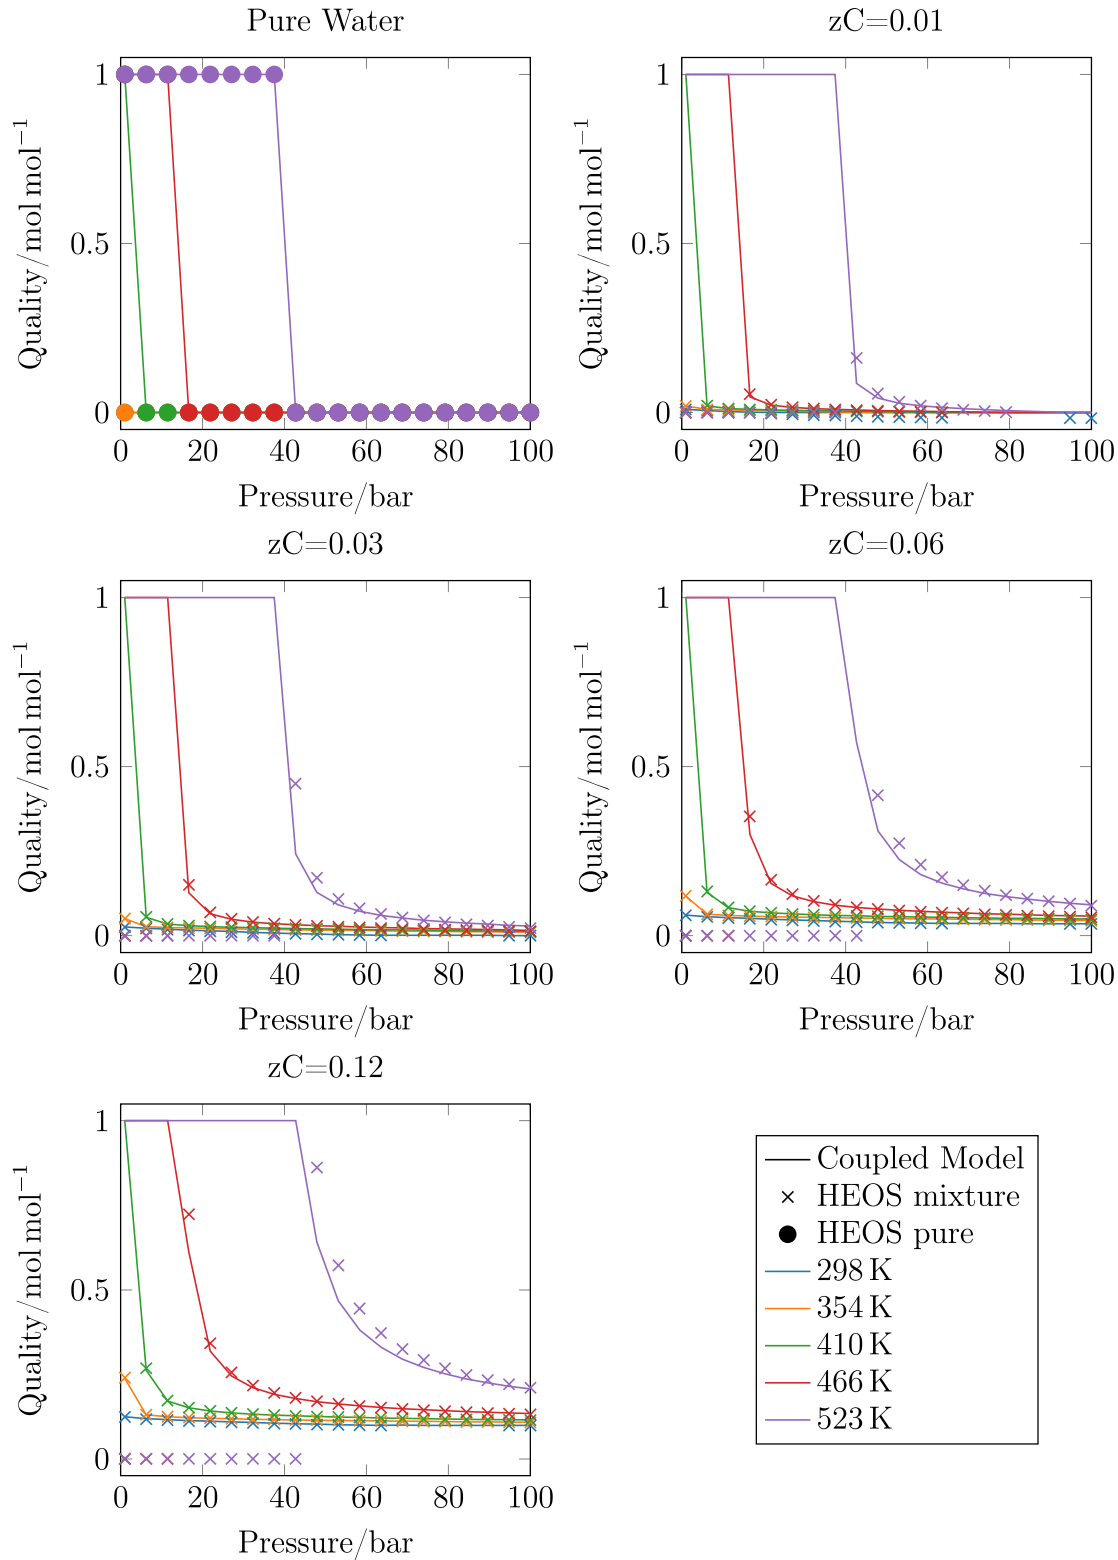 Pure Water
Quality/mol mol⁻¹
1
0.5
0
0 20 40 60 80 100
Pressure/bar
zC=0.01
Quality/mol mol⁻¹
1
0.5
0
0 20 40 60 80 100
Pressure/bar
zC=0.03
Quality/mol mol⁻¹
1
0.5
0
0 20 40 60 80 100
Pressure/bar
zC=0.06
Quality/mol mol⁻¹
1
0.5
0
0 20 40 60 80 100
Pressure/bar
zC=0.12
Quality/mol mol⁻¹
1
0.5
0
0 20 40 60 80 100
Pressure/bar
Coupled Model
HEOS mixture
HEOS pure
298 K
354 K
410 K
466 K
523 K